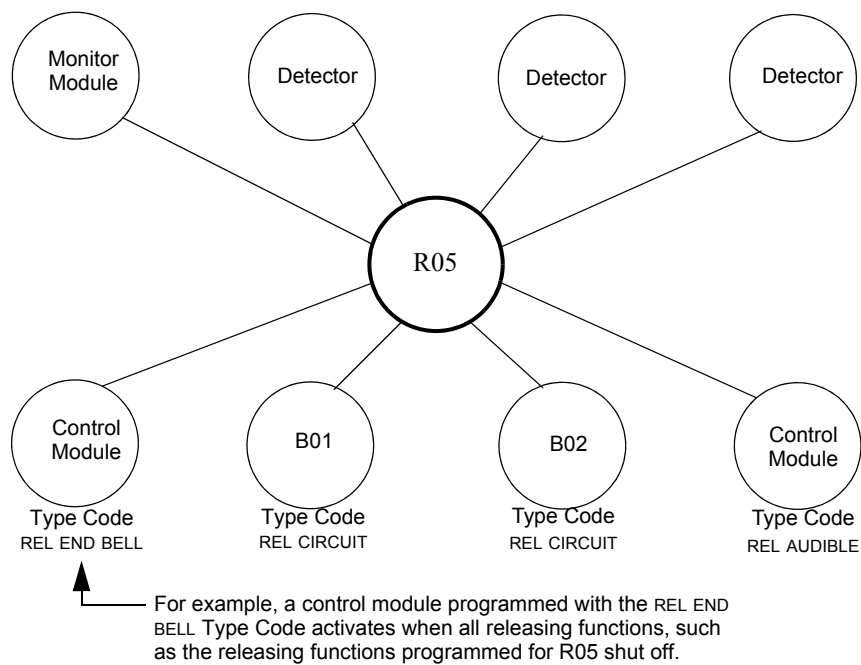 Monitor
Module
Detector
Detector
Detector
R05
Control
Module
B01
B02
Control
Module
Type Code
REL END BELL
Type Code
REL CIRCUIT
Type Code
REL CIRCUIT
Type Code
REL AUDIBLE
For example, a control module programmed with the REL END
BELL Type Code activates when all releasing functions, such
as the releasing functions programmed for R05 shut off.